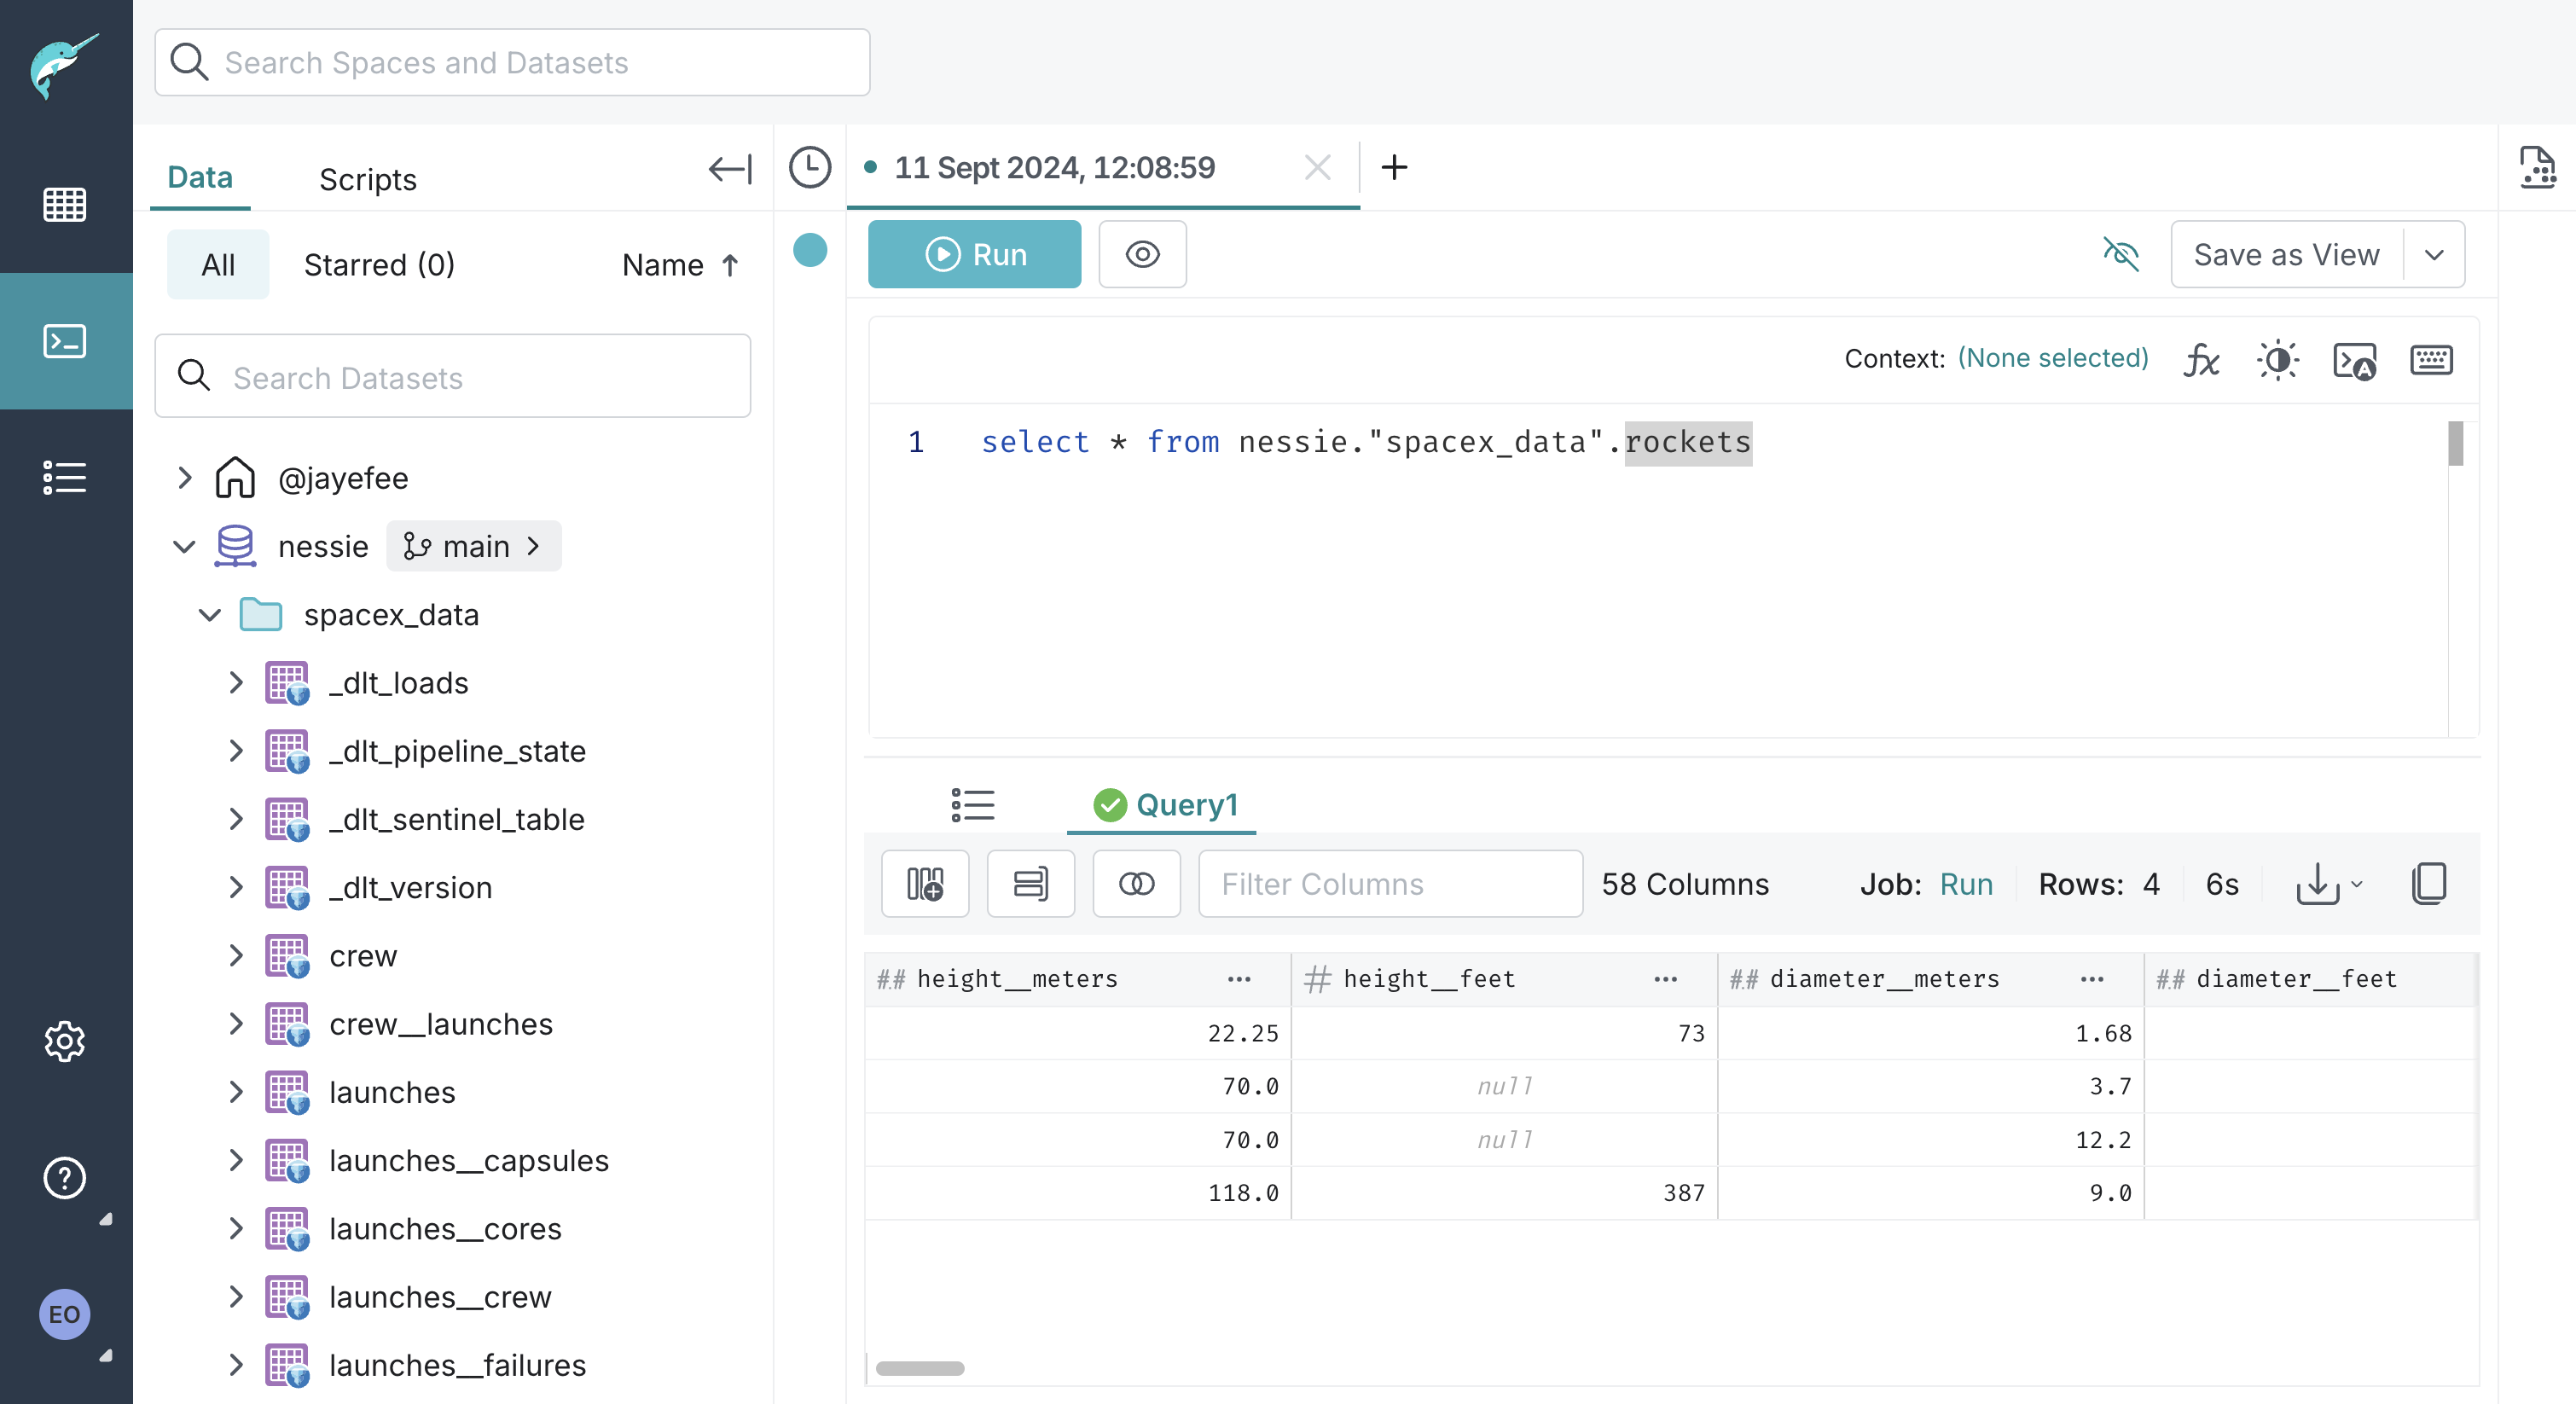 Search Spaces and Datasets
Data
Scripts
All
Starred (0)
Name
Search Datasets
@jayefee
nessie
main
spacex_data
_dlt_loads
_dlt_pipeline_state
_dlt_sentinel_table
_dlt_version
crew
crew__launches
launches
launches__capsules
launches__cores
launches__crew
launches__failures
EO
11 Sept 2024, 12:08:59
Run
Save as View
Context: (None selected)
1 select * from nessie."spacex_data".rockets
Query1
Filter Columns
58 Columns
Job: Run
Rows: 4
6s
## height__meters ... # height__feet ... ## diameter__meters ... ## diameter__feet
22.25 73 1.68
70.0 null 3.7
70.0 null 12.2
118.0 387 9.0